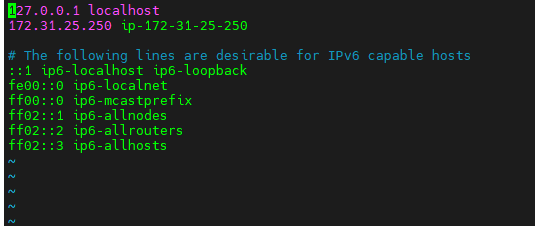 127.0.0.1 localhost
172.31.25.250 ip-172-31-25-250

# The following lines are desirable for IPv6 capable hosts
::1 ip6-localhost ip6-loopback
fe00::0 ip6-localnet
ff00::0 ip6-mcastprefix
ff02::1 ip6-allnodes
ff02::2 ip6-allrouters
ff02::3 ip6-allhosts
~
~
~
~
~